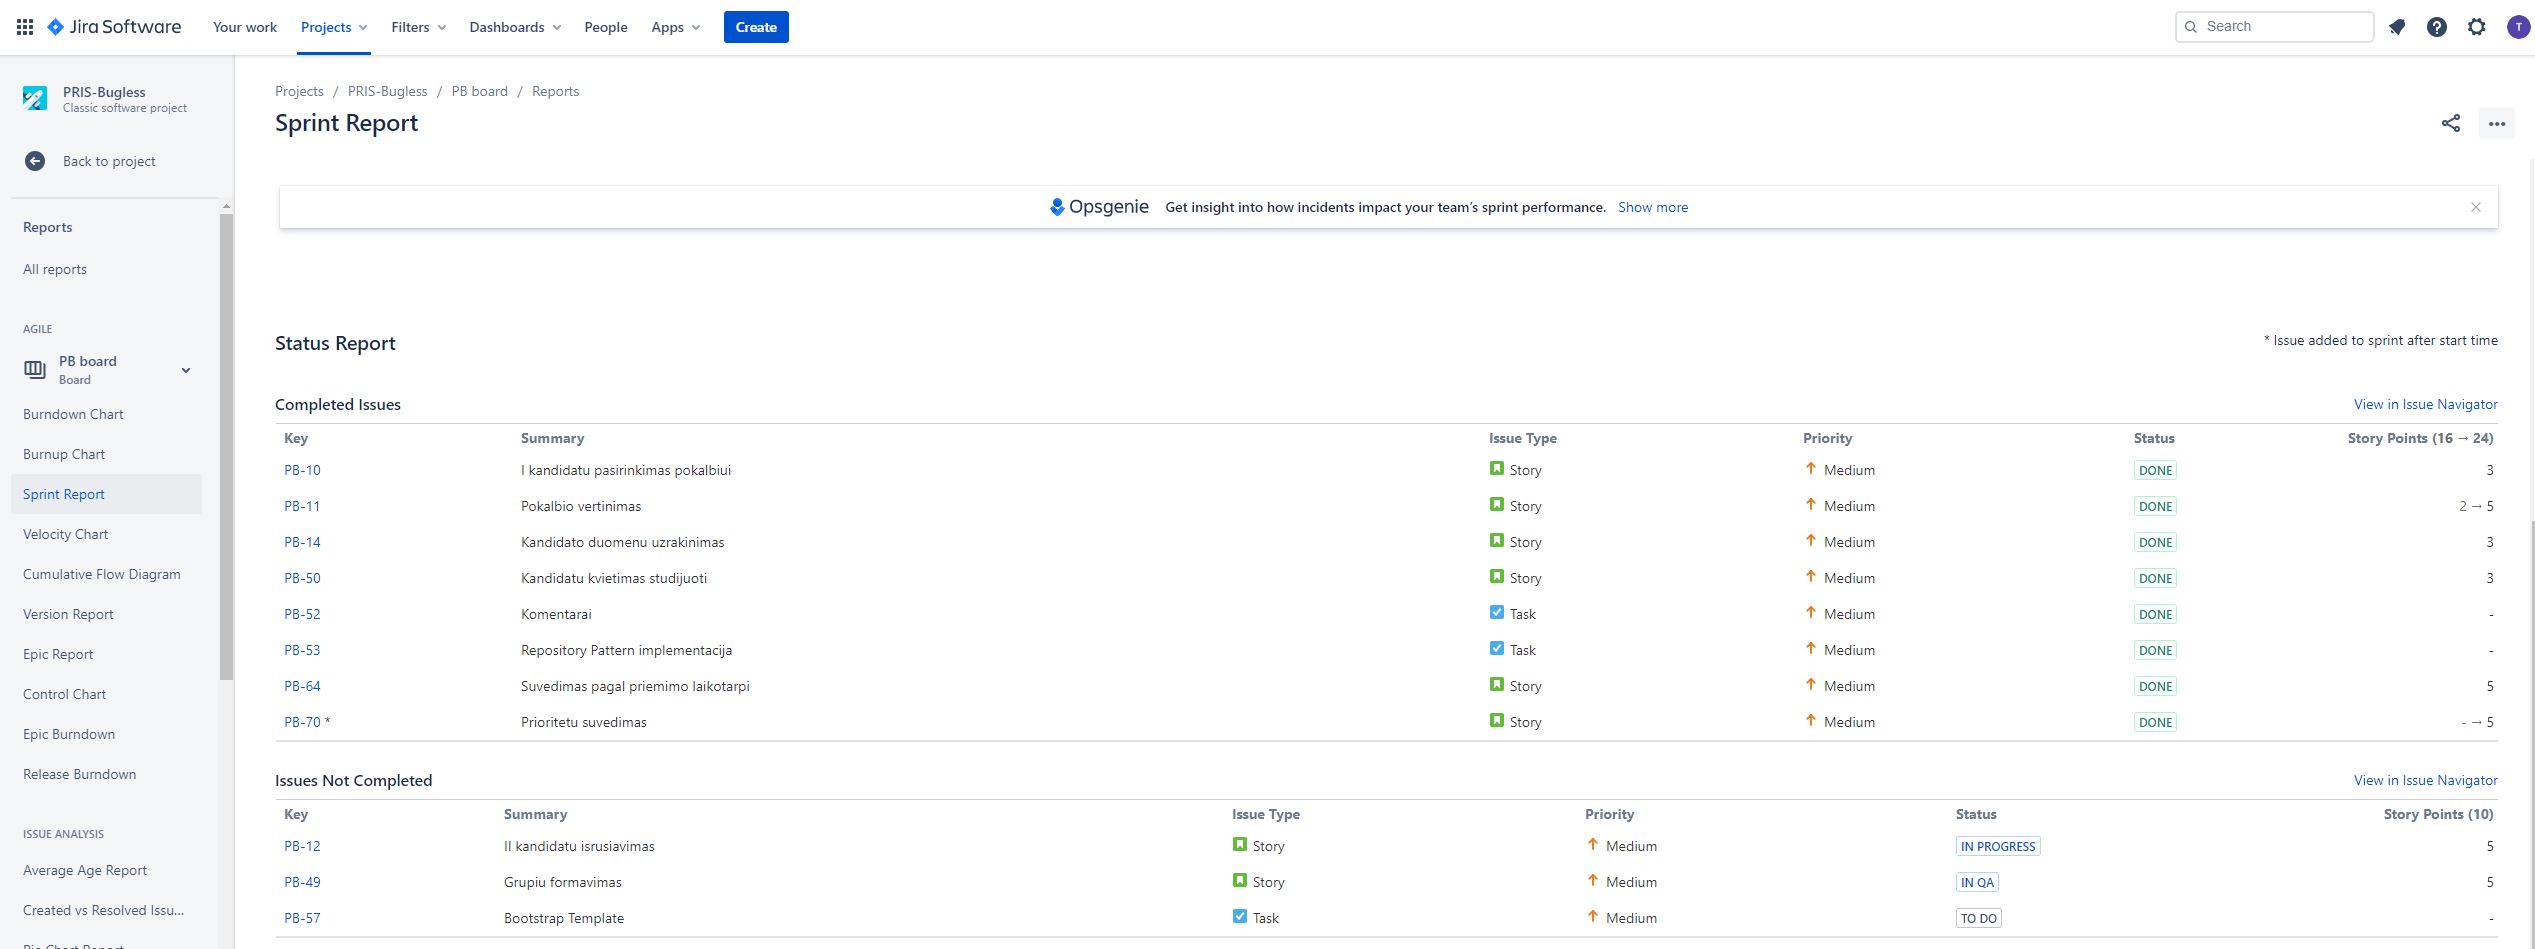 Jira Software Your work Projects Filters Dashboards People Apps Create Search T
PRIS-Bugless
Classic software project
Back to project
Reports
All reports
AGILE
PB board
Board
Burndown Chart
Burnup Chart
Sprint Report
Velocity Chart
Cumulative Flow Diagram
Version Report
Epic Report
Control Chart
Epic Burndown
Release Burndown
ISSUE ANALYSIS
Average Age Report
Created vs Resolved Issu...
Pie Chart Report
Projects / PRIS-Bugless / PB board / Reports
Sprint Report
Opsgenie Get insight into how incidents impact your team's sprint performance. Show more
Status Report * Issue added to sprint after start time
Completed Issues View in Issue Navigator
Key Summary Issue Type Priority Status Story Points (16 → 24)
PB-10 I kandidatu pasirinkimas pokalbiui Story Medium DONE 3
PB-11 Pokalbio vertinimas Story Medium DONE 2 → 5
PB-14 Kandidato duomenu uzrakinimas Story Medium DONE 3
PB-50 Kandidatu kvietimas studijuoti Story Medium DONE 3
PB-52 Komentarai Task Medium DONE -
PB-53 Repository Pattern implementacija Task Medium DONE -
PB-64 Suvedimas pagal priemimo laikotarpi Story Medium DONE 5
PB-70 * Prioritetu suvedimas Story Medium DONE - → 5
Issues Not Completed View in Issue Navigator
Key Summary Issue Type Priority Status Story Points (10)
PB-12 II kandidatu isrusiavimas Story Medium IN PROGRESS 5
PB-49 Grupiu formavimas Story Medium IN QA 5
PB-57 Bootstrap Template Task Medium TO DO -